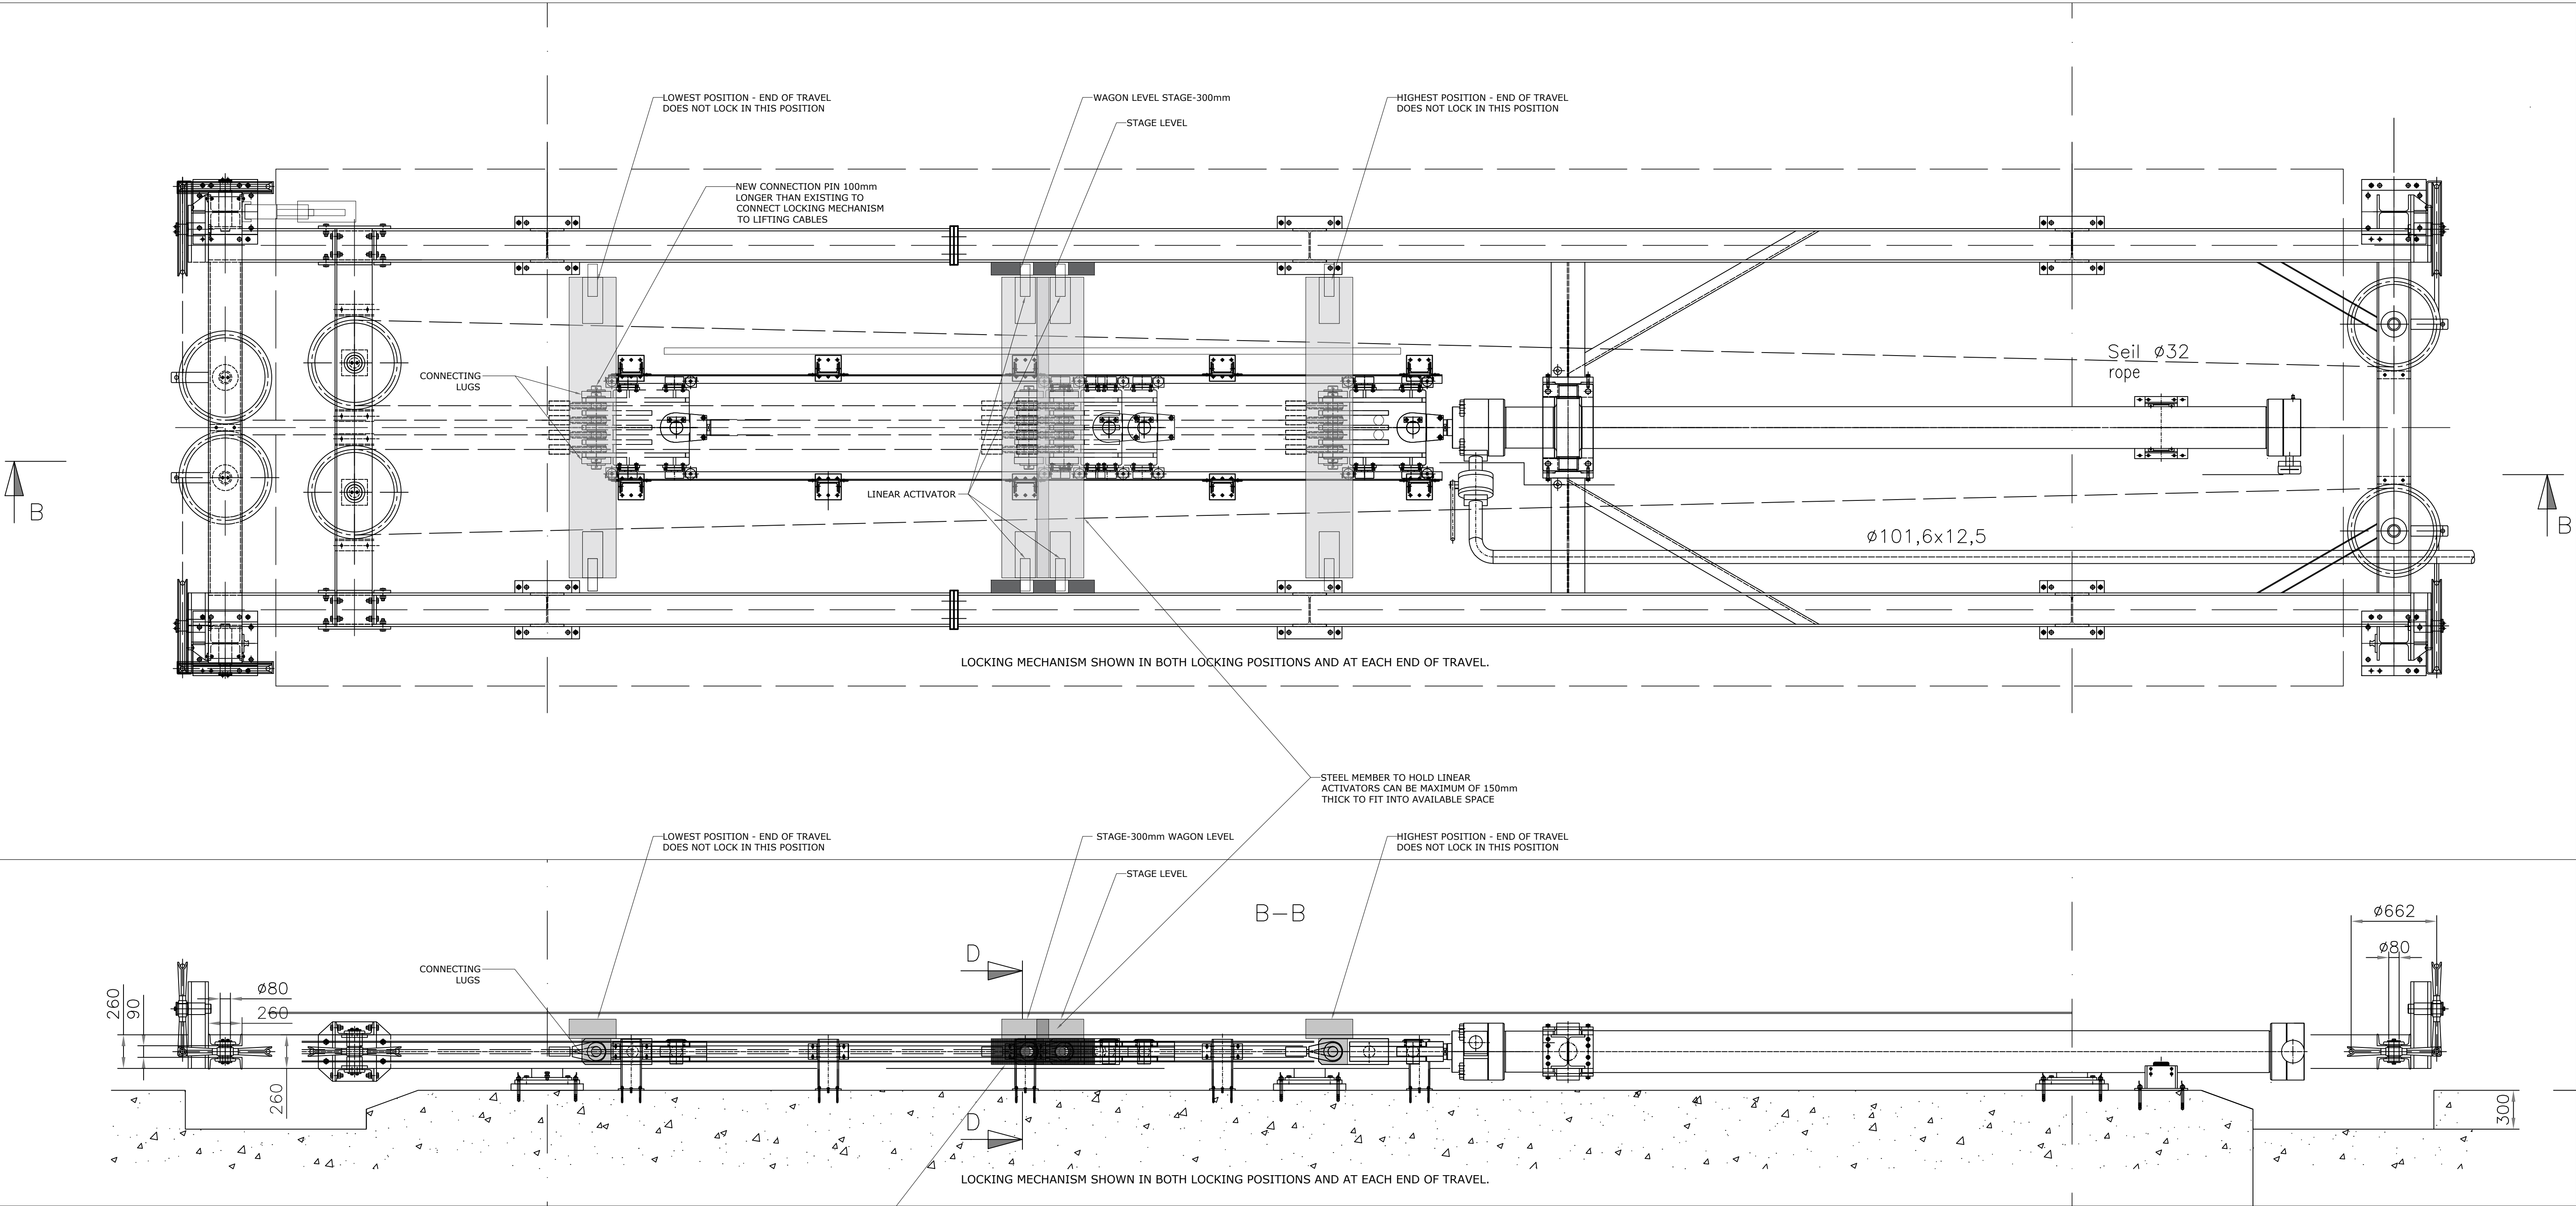 LOWEST POSITION - END OF TRAVEL
DOES NOT LOCK IN THIS POSITION
WAGON LEVEL STAGE-300mm
STAGE LEVEL
HIGHEST POSITION - END OF TRAVEL
DOES NOT LOCK IN THIS POSITION
NEW CONNECTION PIN 100mm
LONGER THAN EXISTING TO
CONNECT LOCKING MECHANISM
TO LIFTING CABLES
Seil ø32
rope
CONNECTING
LUGS
LINEAR ACTIVATOR
B
B
ø101,6x12,5
LOCKING MECHANISM SHOWN IN BOTH LOCKING POSITIONS AND AT EACH END OF TRAVEL.
STEEL MEMBER TO HOLD LINEAR
ACTIVATORS CAN BE MAXIMUM OF 150mm
THICK TO FIT INTO AVAILABLE SPACE
LOWEST POSITION - END OF TRAVEL
DOES NOT LOCK IN THIS POSITION
STAGE-300mm WAGON LEVEL
HIGHEST POSITION - END OF TRAVEL
DOES NOT LOCK IN THIS POSITION
STAGE LEVEL
B-B
ø662
ø80
D
CONNECTING
LUGS
ø80
260
260
90
260
300
D
LOCKING MECHANISM SHOWN IN BOTH LOCKING POSITIONS AND AT EACH END OF TRAVEL.